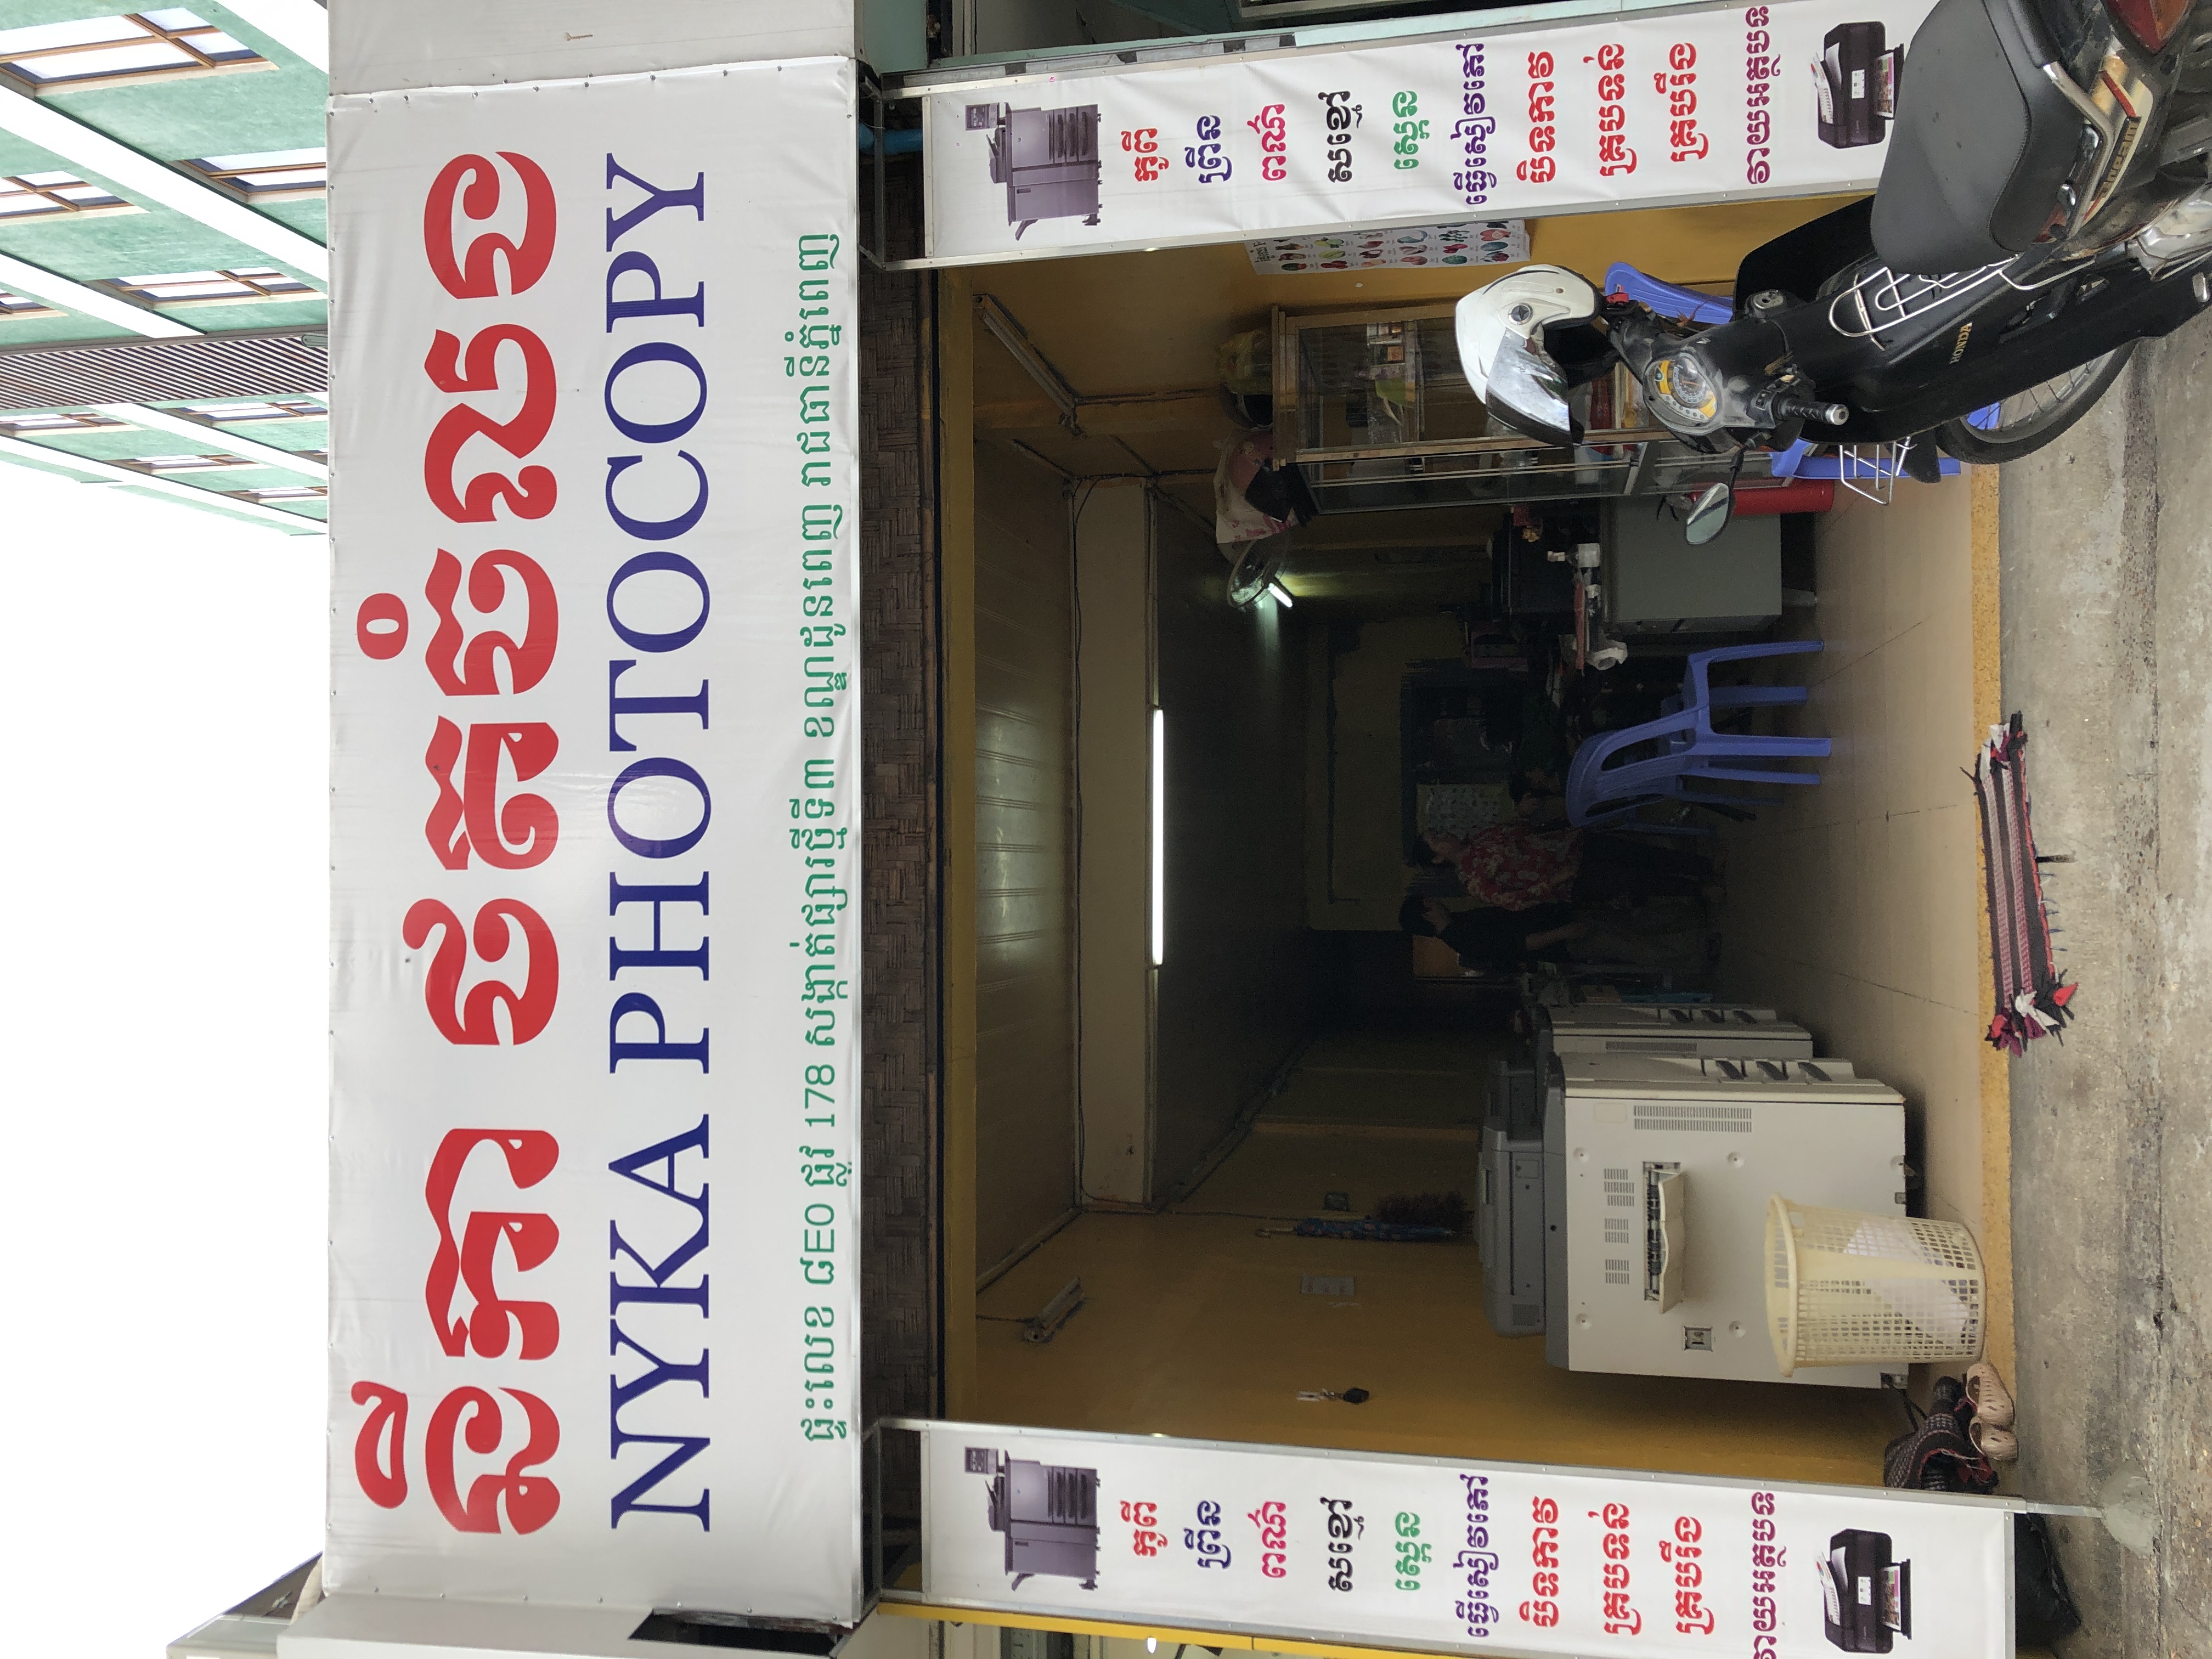 នីកា ថតចំលង
NYKA PHOTOCOPY
ផ្ទះលេខ ៨E0 ផ្លូវ 178 សង្កាត់ផ្សារថ្មីទី៣ ខណ្ឌដូនពេញ រាជធានីភ្នំពេញ
កូពី
ព្រីន
ពណ៌
សខ្មៅ
ស្កេន
ធ្វើសៀវភៅ
បិទកាវ
គ្របទន់
គ្របរឹង
វាយអត្ថបទ
កូពី
ព្រីន
ពណ៌
សខ្មៅ
ស្កេន
ធ្វើសៀវភៅ
បិទកាវ
គ្របទន់
គ្របរឹង
វាយអត្ថបទ
HONDA